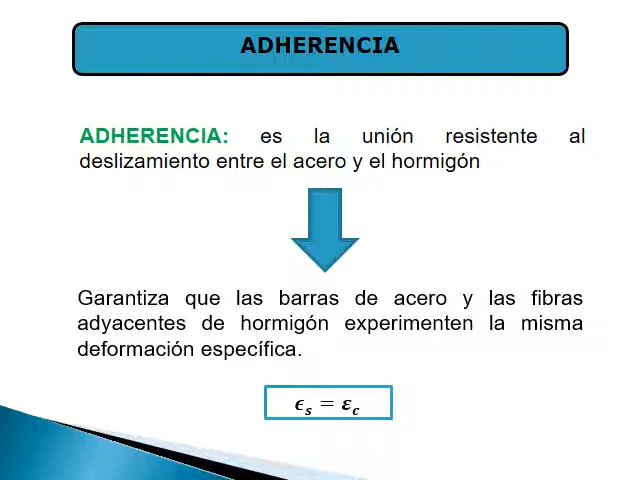 ADHERENCIA
ADHERENCIA: es la unión resistente al
deslizamiento entre el acero y el hormigón
Garantiza que las barras de acero y las fibras
adyacentes de hormigón experimenten la misma
deformación específica.
ϵₛ = ε_c